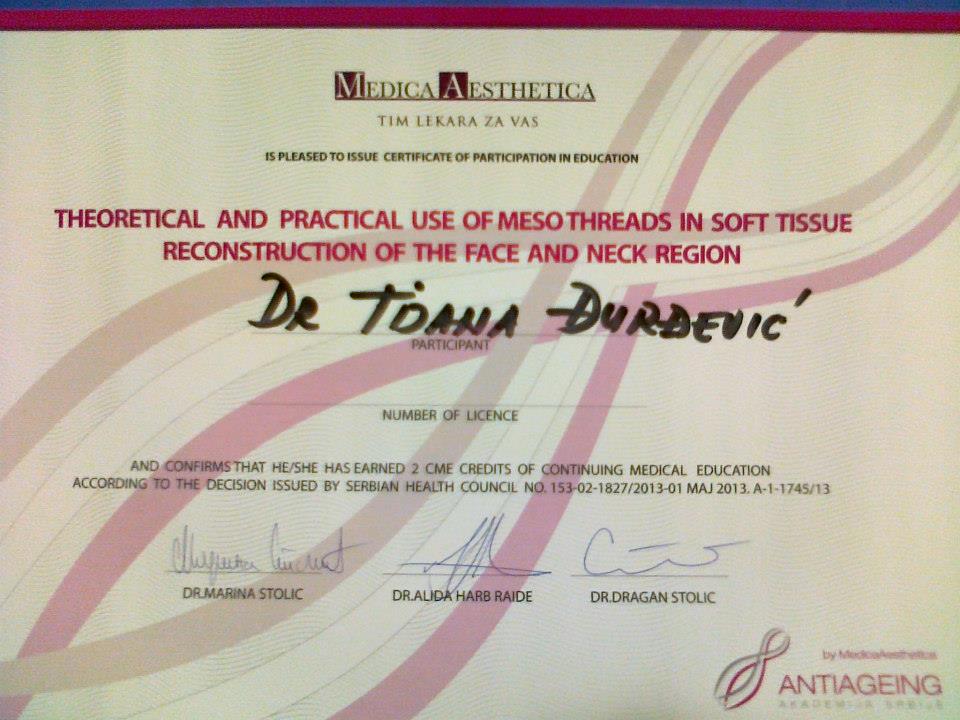 MEDICA AESTHETICA
TIM LEKARA ZA VAS
IS PLEASED TO ISSUE CERTIFICATE OF PARTICIPATION IN EDUCATION
THEORETICAL AND PRACTICAL USE OF MESO THREADS IN SOFT TISSUE
RECONSTRUCTION OF THE FACE AND NECK REGION
DR TOANA ĐURĐEVIĆ
PARTICIPANT
NUMBER OF LICENCE
AND CONFIRMS THAT HE/SHE HAS EARNED 2 CME CREDITS OF CONTINUING MEDICAL EDUCATION
ACCORDING TO THE DECISION ISSUED BY SERBIAN HEALTH COUNCIL NO. 153-02-1827/2013-01 MAJ 2013. A-1-1745/13
DR.MARINA STOLIC
DR.ALIDA HARB RAIDE
DR.DRAGAN STOLIC
by MedicaAesthetica
ANTIAGEING
AKADEMIJA SRBIJE